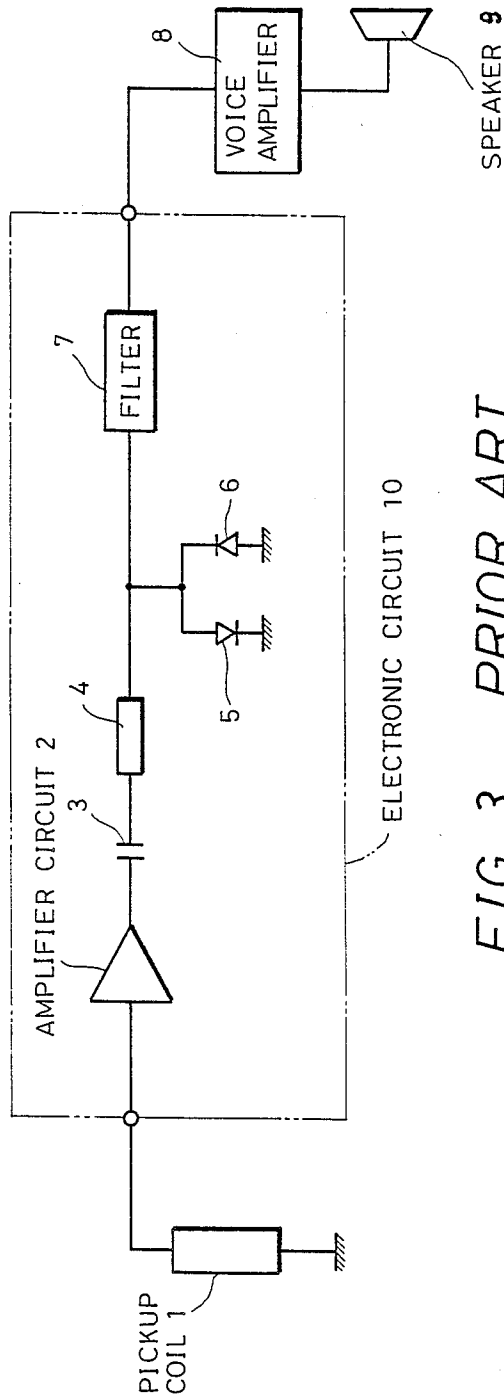 PICKUP
COIL 1
AMPLIFIER CIRCUIT 2
3
4
5
6
7
FILTER
ELECTRONIC CIRCUIT 10
8
VOICE
AMPLIFIER
SPEAKER 9
FIG. 3 PRIOR ART